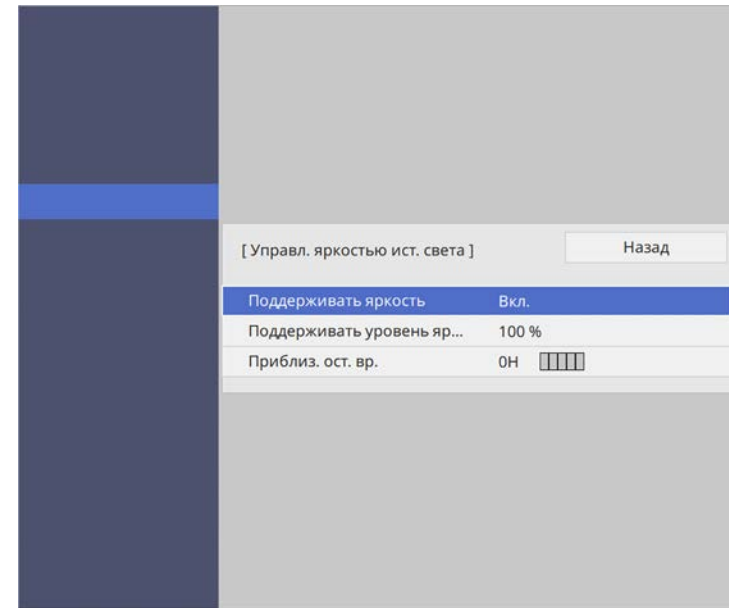 [ Управл. яркостью ист. света ] Назад
Поддерживать яркость Вкл.
Поддерживать уровень яр... 100 %
Приблиз. ост. вр. 0H